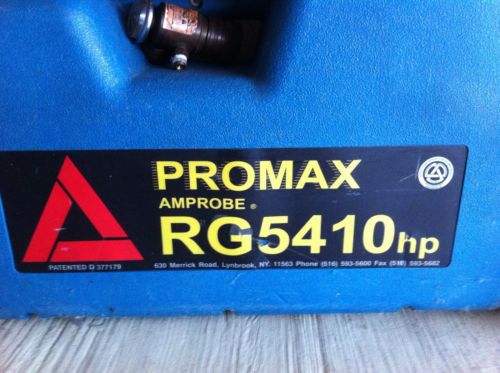 PROMAX
AMPROBE®
RG5410hp
PATENTED D 377179
630 Merrick Road, Lynbrook, NY. 11563 Phone (516) 593-5600 Fax (516) 593-5682